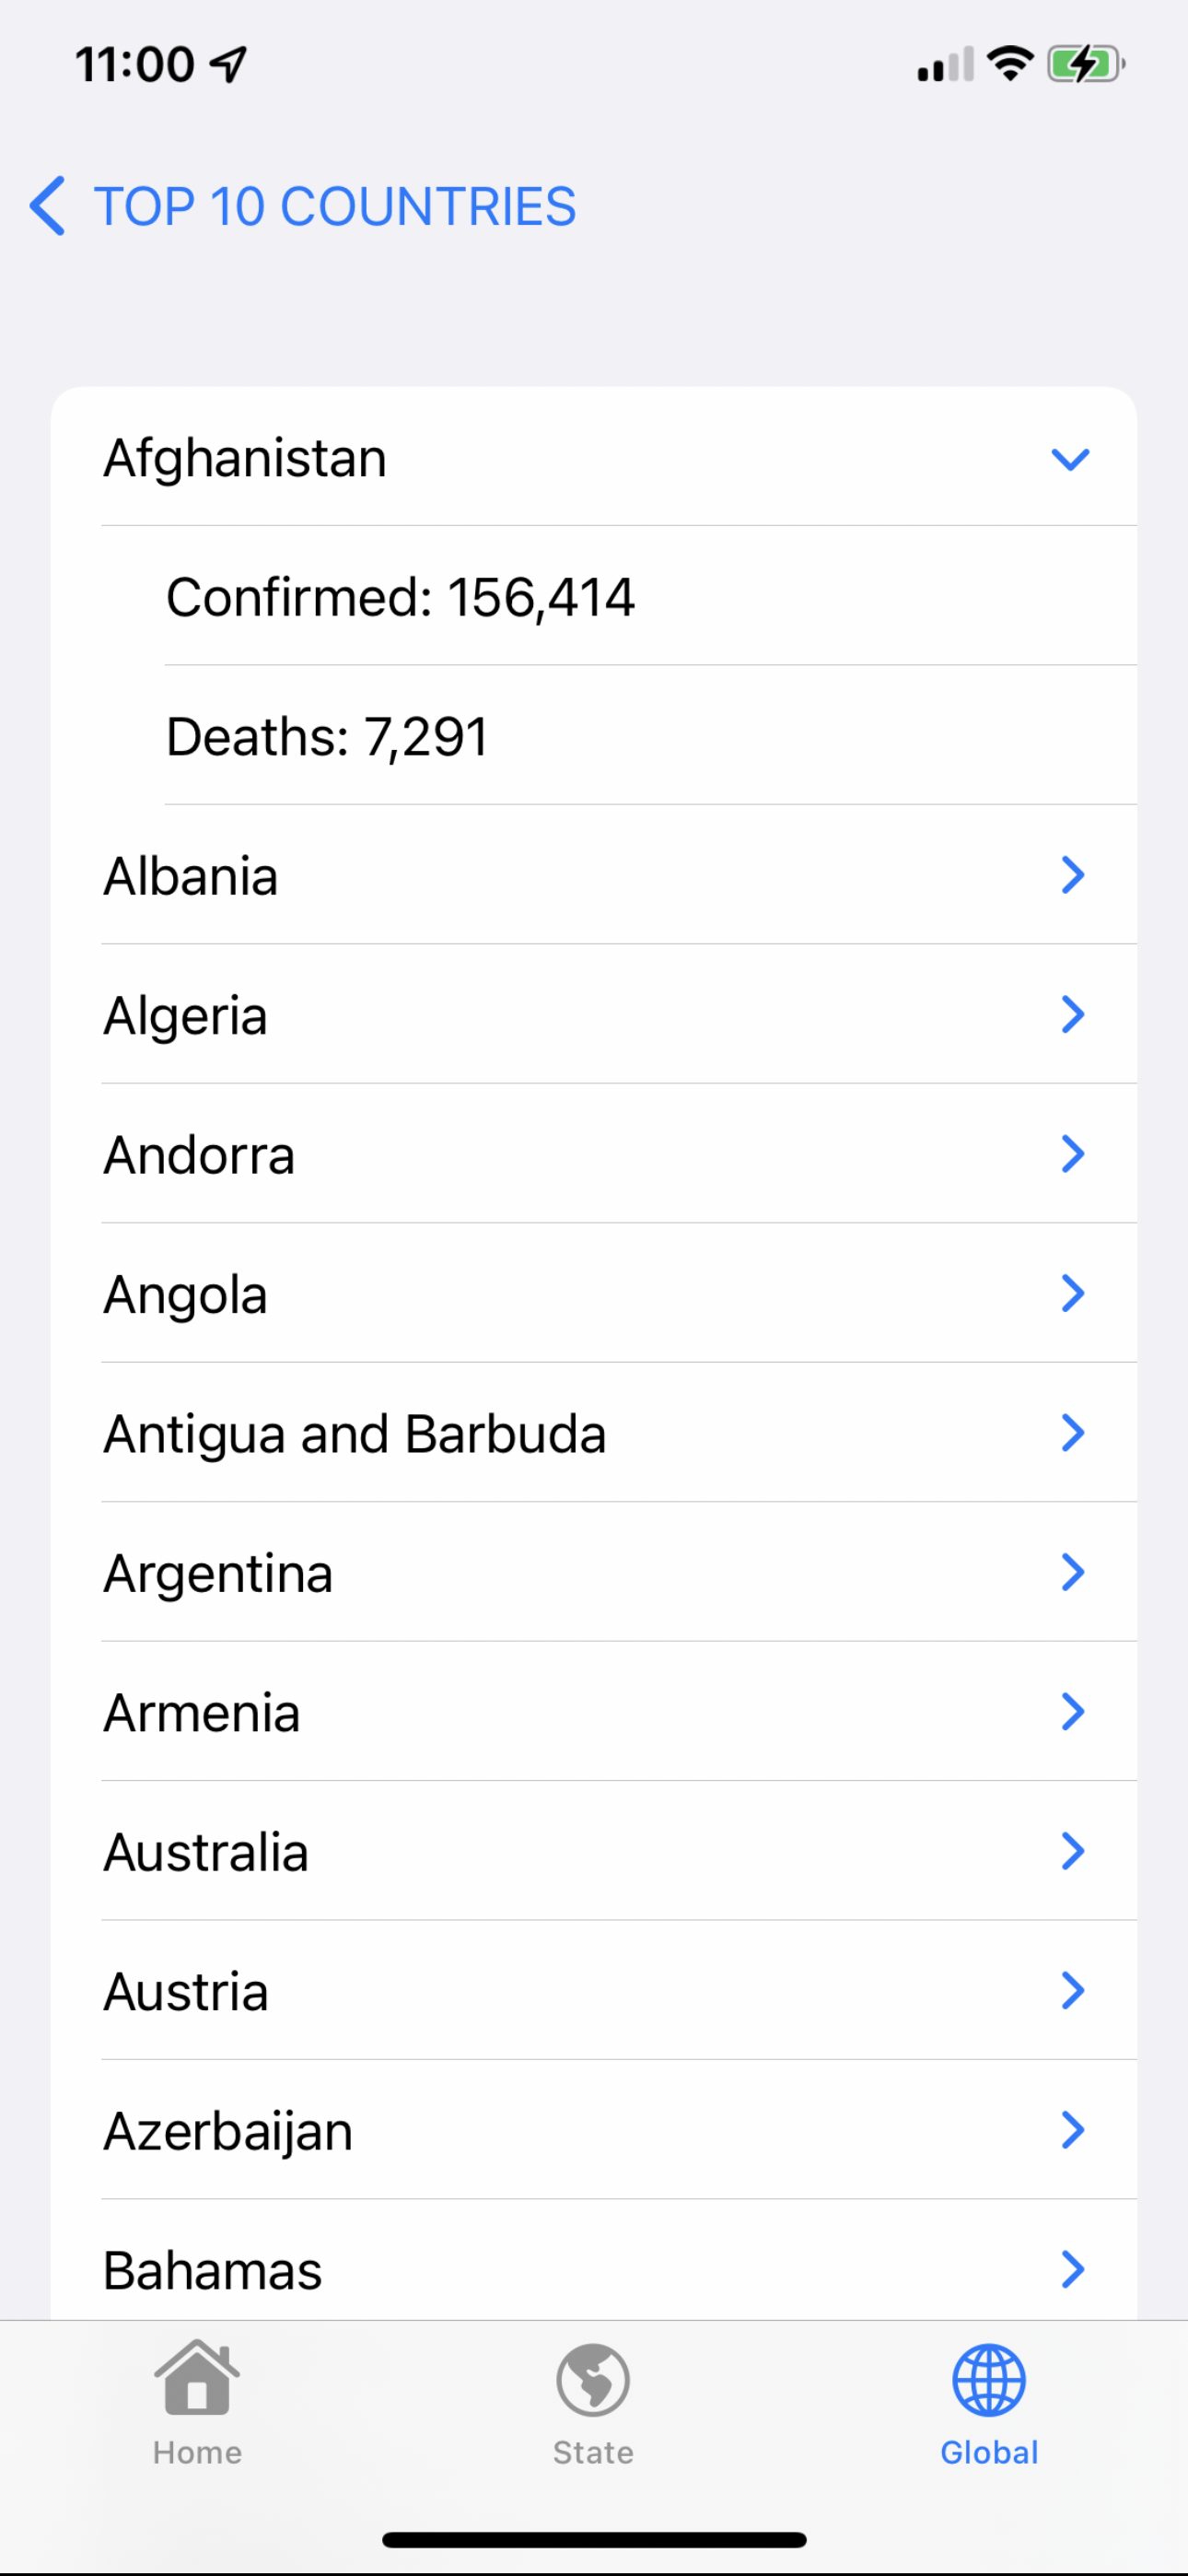 11:00
TOP 10 COUNTRIES
Afghanistan
Confirmed: 156,414
Deaths: 7,291
Albania
Algeria
Andorra
Angola
Antigua and Barbuda
Argentina
Armenia
Australia
Austria
Azerbaijan
Bahamas
Home State Global